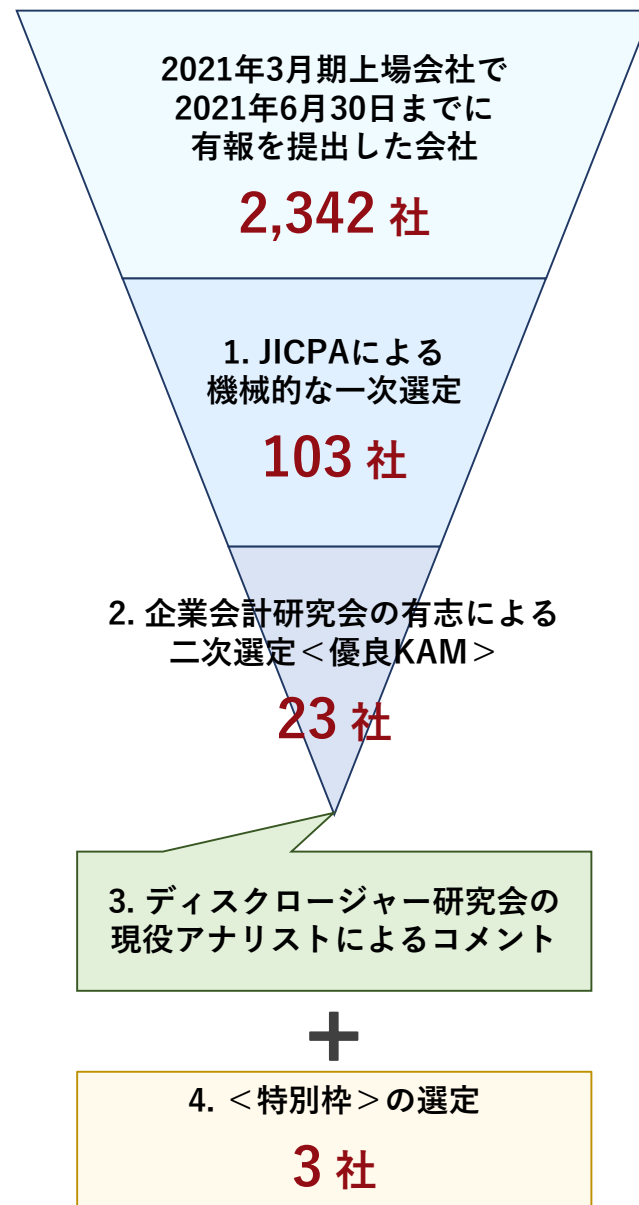 2021年3月期上場会社で
2021年6月30日までに
有報を提出した会社
2,342 社
1. JICPAによる
機械的な一次選定
103 社
2. 企業会計研究会の有志による
二次選定＜優良KAM＞
23 社
3. ディスクロージャー研究会の
現役アナリストによるコメント
+
4. ＜特別枠＞の選定
3 社